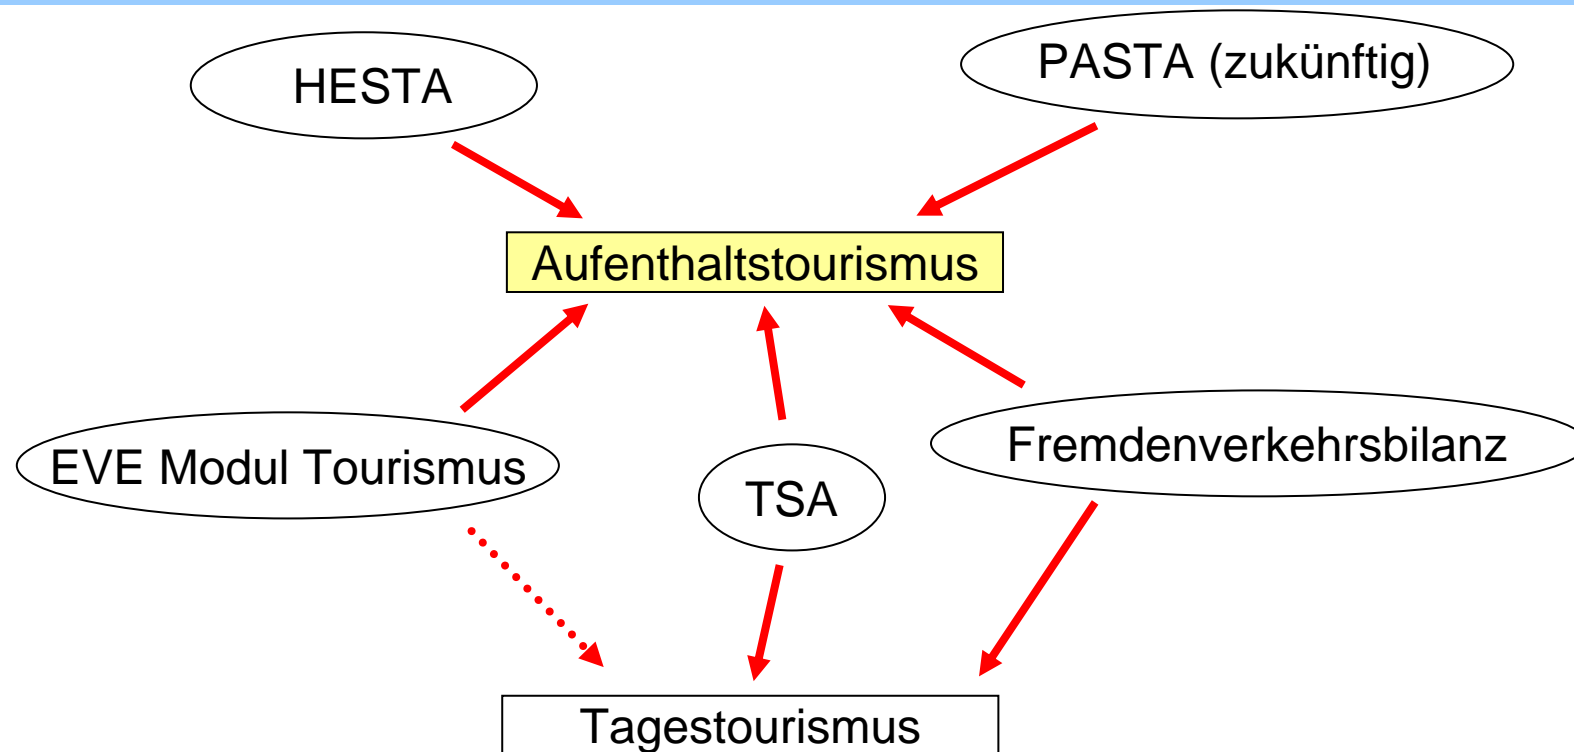 HESTA
PASTA (zukünftig)
Aufenthaltstourismus
EVE Modul Tourismus
TSA
Fremdenverkehrsbilanz
Tagestourismus